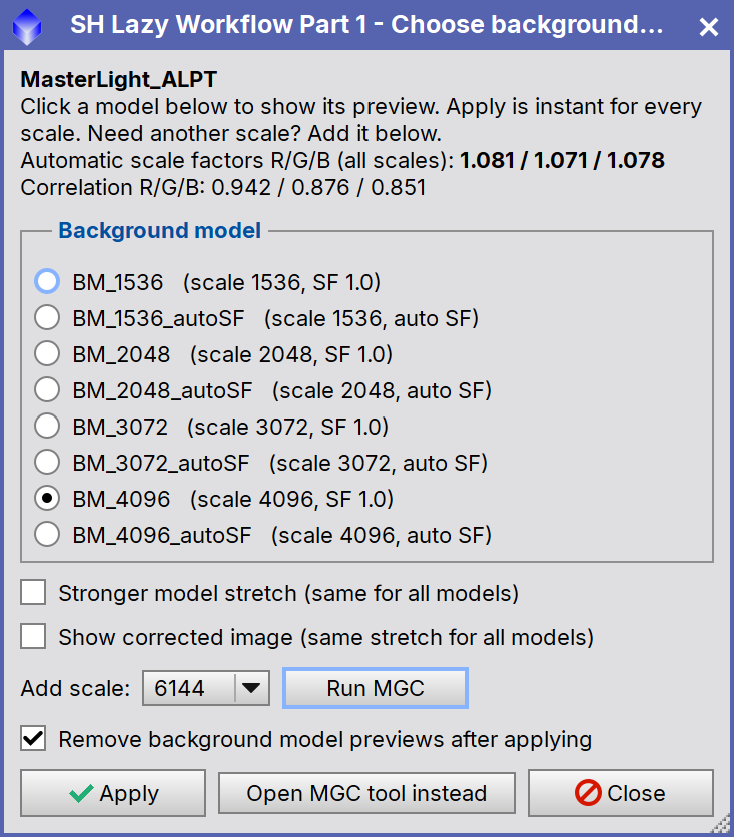 SH Lazy Workflow Part 1 - Choose background...
MasterLight_ALPT
Click a model below to show its preview. Apply is instant for every
scale. Need another scale? Add it below.
Automatic scale factors R/G/B (all scales): 1.081 / 1.071 / 1.078
Correlation R/G/B: 0.942 / 0.876 / 0.851
Background model
BM_1536 (scale 1536, SF 1.0)
BM_1536_autoSF (scale 1536, auto SF)
BM_2048 (scale 2048, SF 1.0)
BM_2048_autoSF (scale 2048, auto SF)
BM_3072 (scale 3072, SF 1.0)
BM_3072_autoSF (scale 3072, auto SF)
BM_4096 (scale 4096, SF 1.0)
BM_4096_autoSF (scale 4096, auto SF)
Stronger model stretch (same for all models)
Show corrected image (same stretch for all models)
Add scale: 6144 Run MGC
Remove background model previews after applying
Apply Open MGC tool instead Close